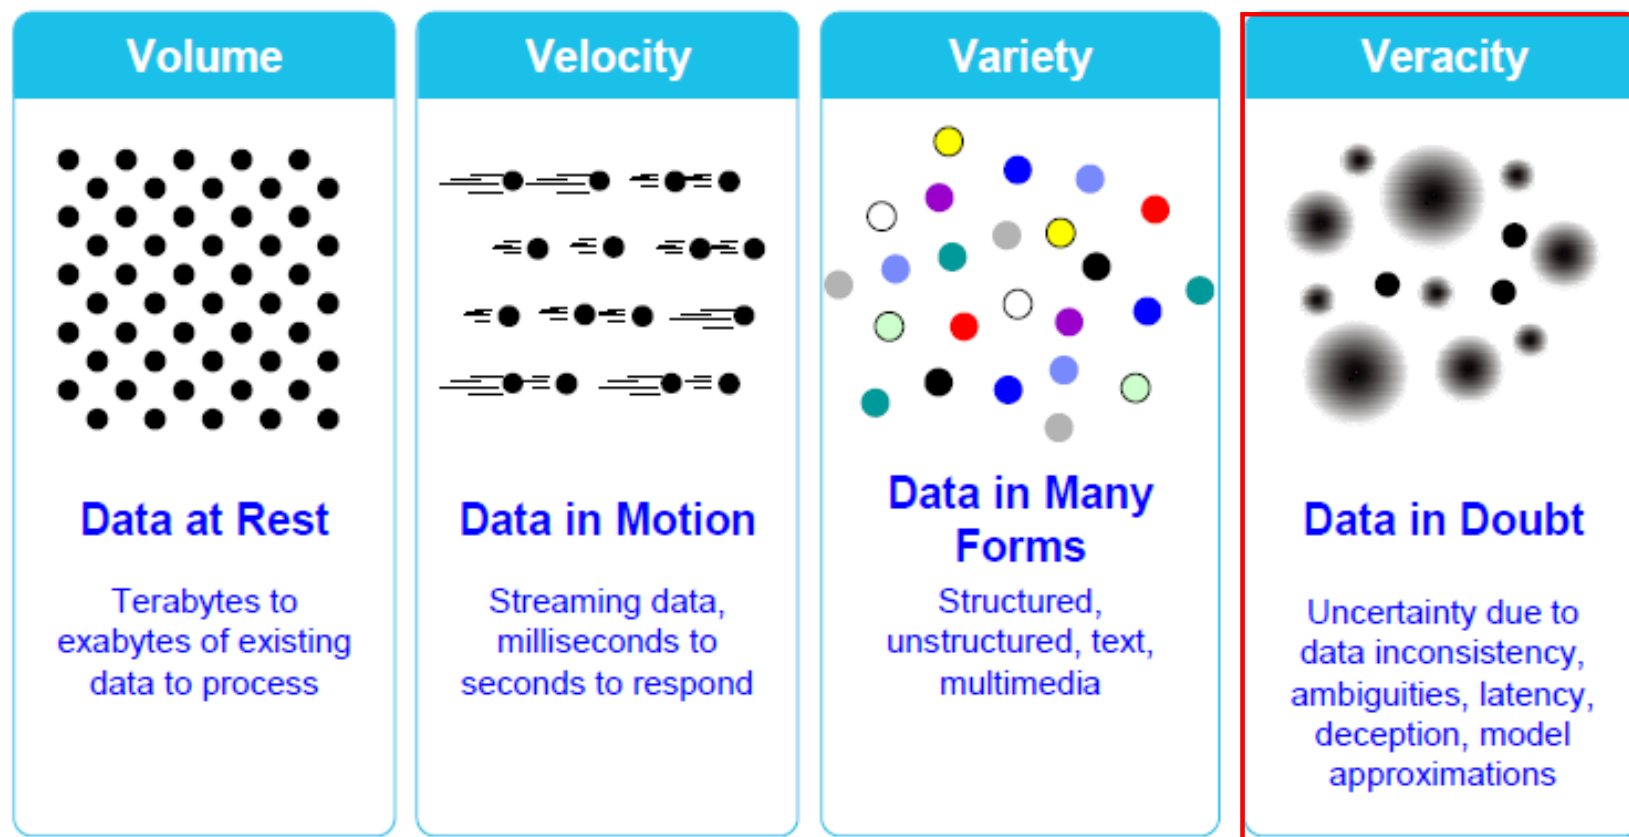 Volume
Data at Rest
Terabytes to
exabytes of existing
data to process
Velocity
Data in Motion
Streaming data,
milliseconds to
seconds to respond
Variety
Data in Many
Forms
Structured,
unstructured, text,
multimedia
Veracity
Data in Doubt
Uncertainty due to
data inconsistency,
ambiguities, latency,
deception, model
approximations